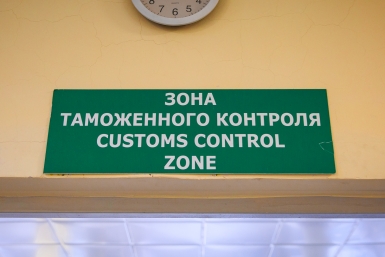 ЗОНА
ТАМОЖЕННОГО КОНТРОЛЯ
CUSTOMS CONTROL
ZONE